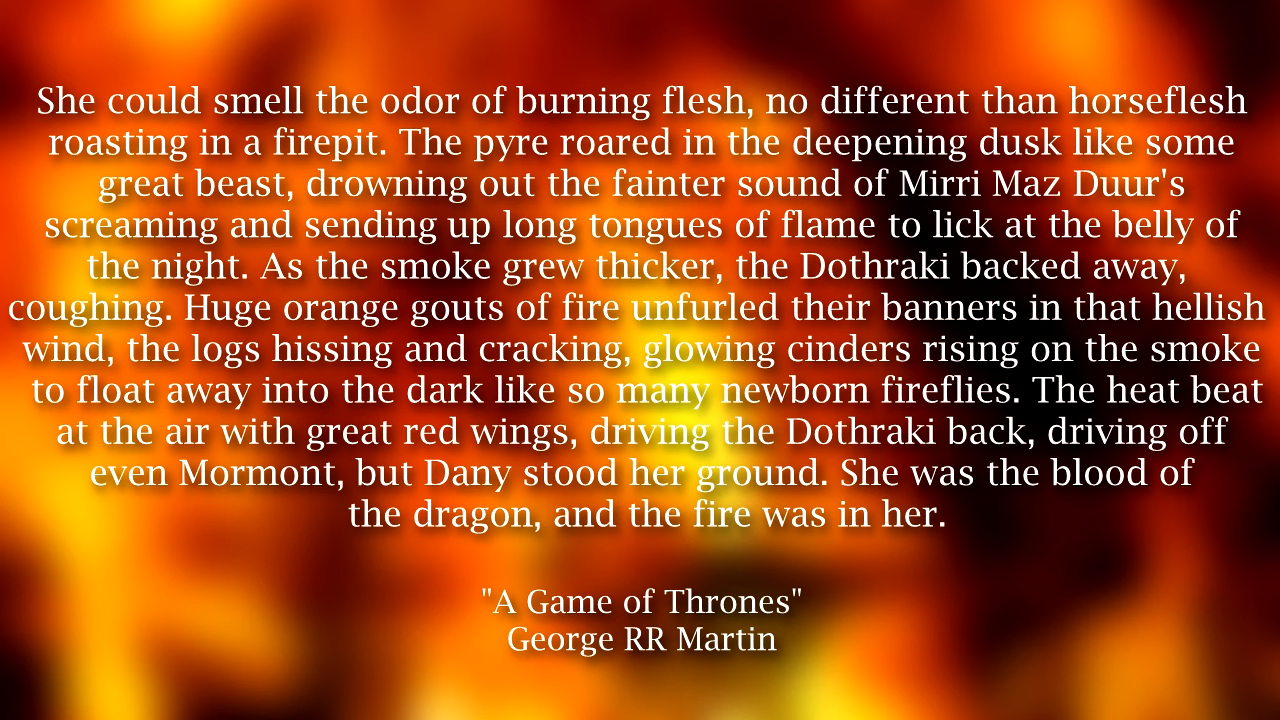 She could smell the odor of burning flesh, no different than horseflesh
roasting in a firepit. The pyre roared in the deepening dusk like some
great beast, drowning out the fainter sound of Mirri Maz Duur's
screaming and sending up long tongues of flame to lick at the belly of
the night. As the smoke grew thicker, the Dothraki backed away,
coughing. Huge orange gouts of fire unfurled their banners in that hellish
wind, the logs hissing and cracking, glowing cinders rising on the smoke
to float away into the dark like so many newborn fireflies. The heat beat
at the air with great red wings, driving the Dothraki back, driving off
even Mormont, but Dany stood her ground. She was the blood of
the dragon, and the fire was in her.
"A Game of Thrones"
George RR Martin